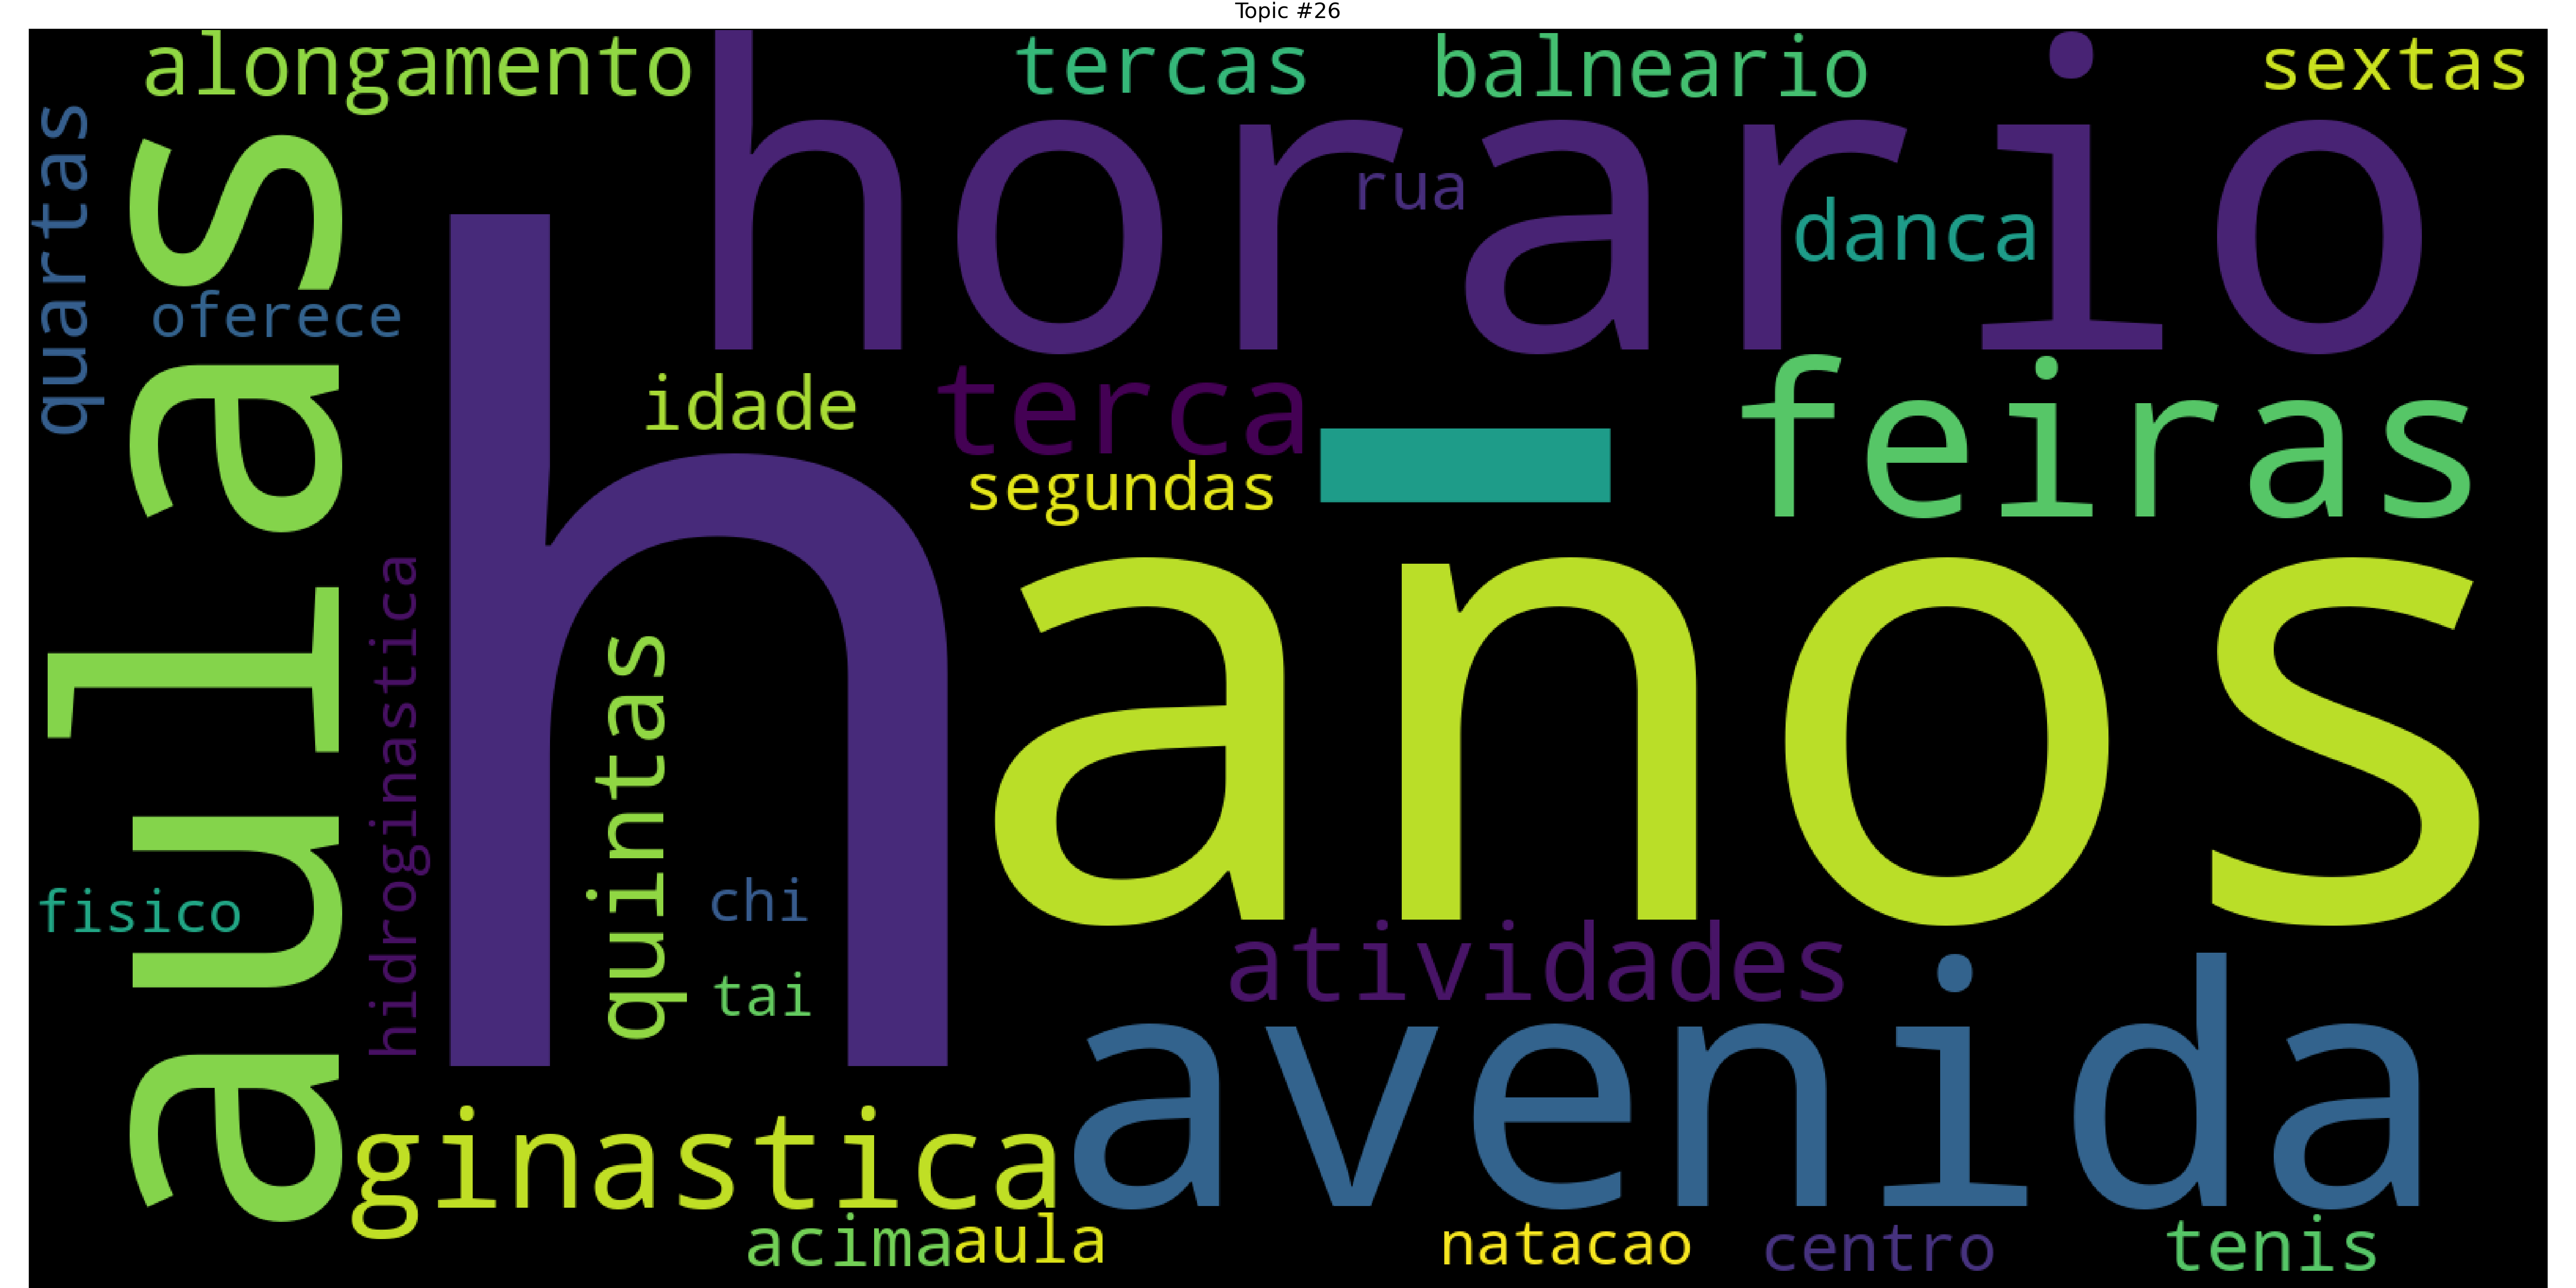 Topic #26
alongamento
tercas
balneario
sextas
horario
quartas
rua
danca
aulas
oferece
idade
terca
–
feiras
segundas
h
anos
hidroginastica
quintas
chi
fisico
tai
atividades
avenida
ginastica
acima
aula
natacao
centro
tenis